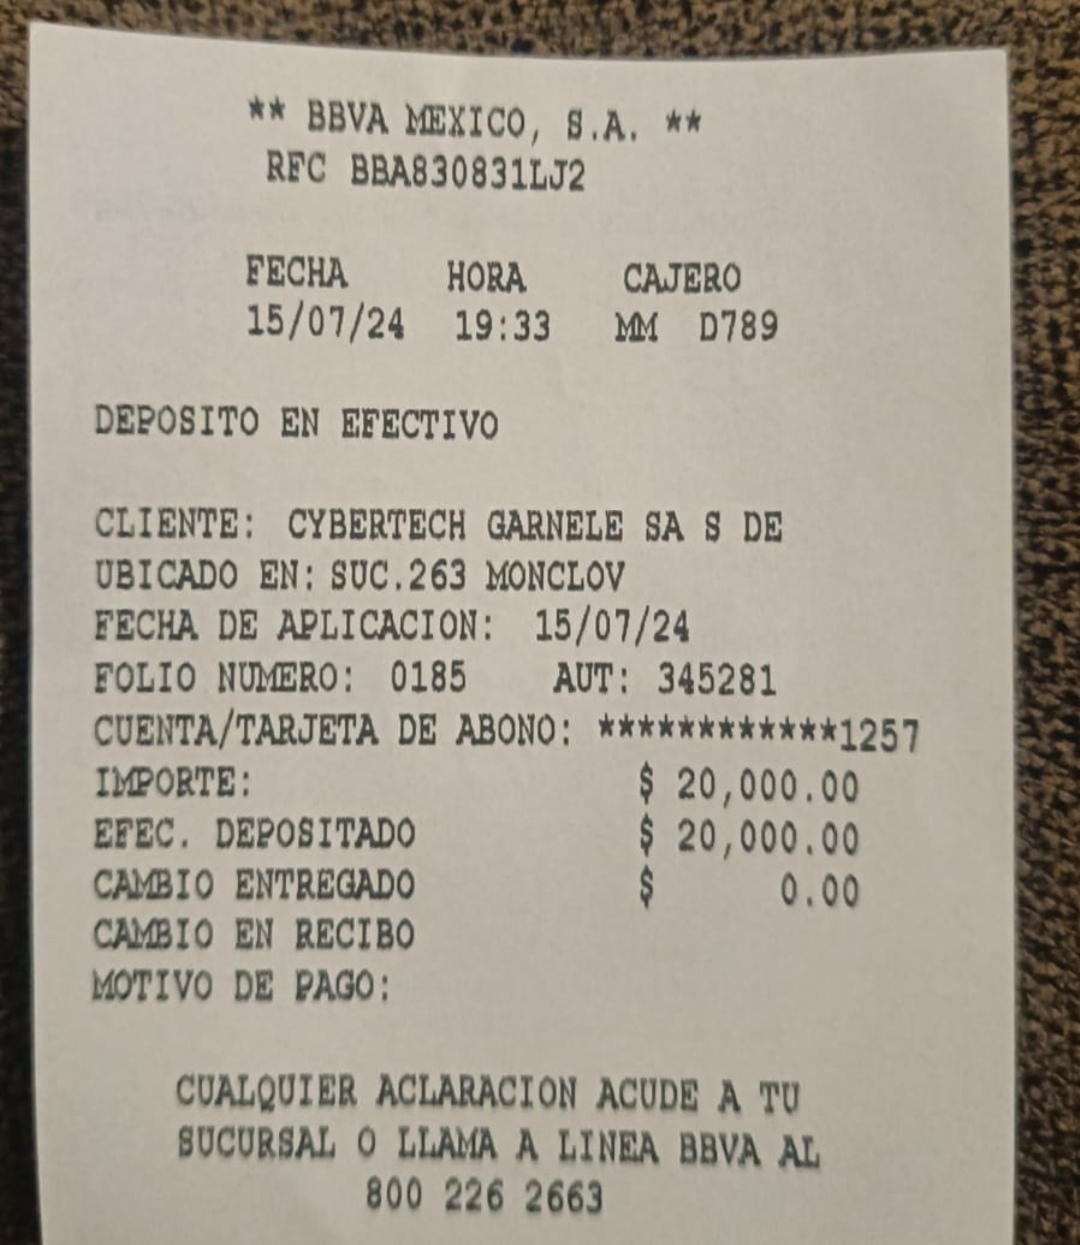 ** BBVA MEXICO, S.A. **
RFC BBA830831LJ2
FECHA HORA CAJERO
15/07/24 19:33 MM D789
DEPOSITO EN EFECTIVO
CLIENTE: CYBERTECH GARNELE SA S DE
UBICADO EN: SUC.263 MONCLOV
FECHA DE APLICACION: 15/07/24
FOLIO NUMERO: 0185 AUT: 345281
CUENTA/TARJETA DE ABONO: ************1257
IMPORTE: $ 20,000.00
EFEC. DEPOSITADO $ 20,000.00
CAMBIO ENTREGADO $ 0.00
CAMBIO EN RECIBO
MOTIVO DE PAGO:
CUALQUIER ACLARACION ACUDE A TU
SUCURSAL O LLAMA A LINEA BBVA AL
800 226 2663